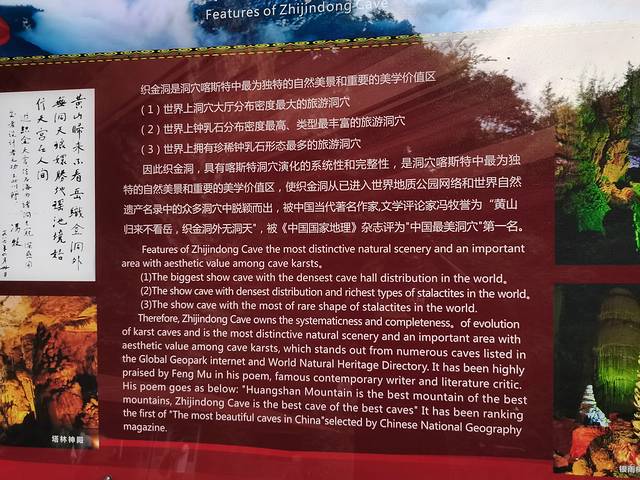 Features of Zhijindong Cave
织金洞是洞穴喀斯特中最为独特的自然美景和重要的美学价值区
(1)世界上洞穴大厅分布密度最大的旅游洞穴
(2)世界上钟乳石分布密度最高、类型最丰富的旅游洞穴
(3)世界上拥有珍稀钟乳石形态最多的旅游洞穴
因此织金洞，具有喀斯特洞穴演化的系统性和完整性，是洞穴喀斯特中最为独
特的自然美景和重要的美学价值区，使织金洞从已进入世界地质公园网络和世界自然
遗产名录中的众多洞穴中脱颖而出，被中国当代著名作家,文学评论家冯牧誉为 “黄山
归来不看岳，织金洞外无洞天”，被《中国国家地理》杂志评为"中国最美洞穴"第一名。
Features of Zhijindong Cave the most distinctive natural scenery and an important
area with aesthetic value among cave karsts。
(1)The biggest show cave with the densest cave hall distribution in the world。
(2)The show cave with densest distribution and richest types of stalactites in the world。
(3)The show cave with the most of rare shape of stalactites in the world.
Therefore, Zhijindong Cave owns the systematicness and completeness。of evolution
of karst caves and is the most distinctive natural scenery and an important area with
aesthetic value among cave karsts, which stands out from numerous caves listed in
the Global Geopark internet and World Natural Heritage Directory. It has been highly
praised by Feng Mu in his poem, famous contemporary writer and literature critic.
His poem goes as below: "Huangshan Mountain is the best mountain of the best
mountains, Zhijindong Cave is the best cave of the best caves" It has been ranking
the first of "The most beautiful caves in China"selected by Chinese National Geography
magazine.
黄山归来不看岳织金洞外
无洞天琅嬛胜地瑶池境始
信天宫在人间
冯牧
塔林神殿
银雨